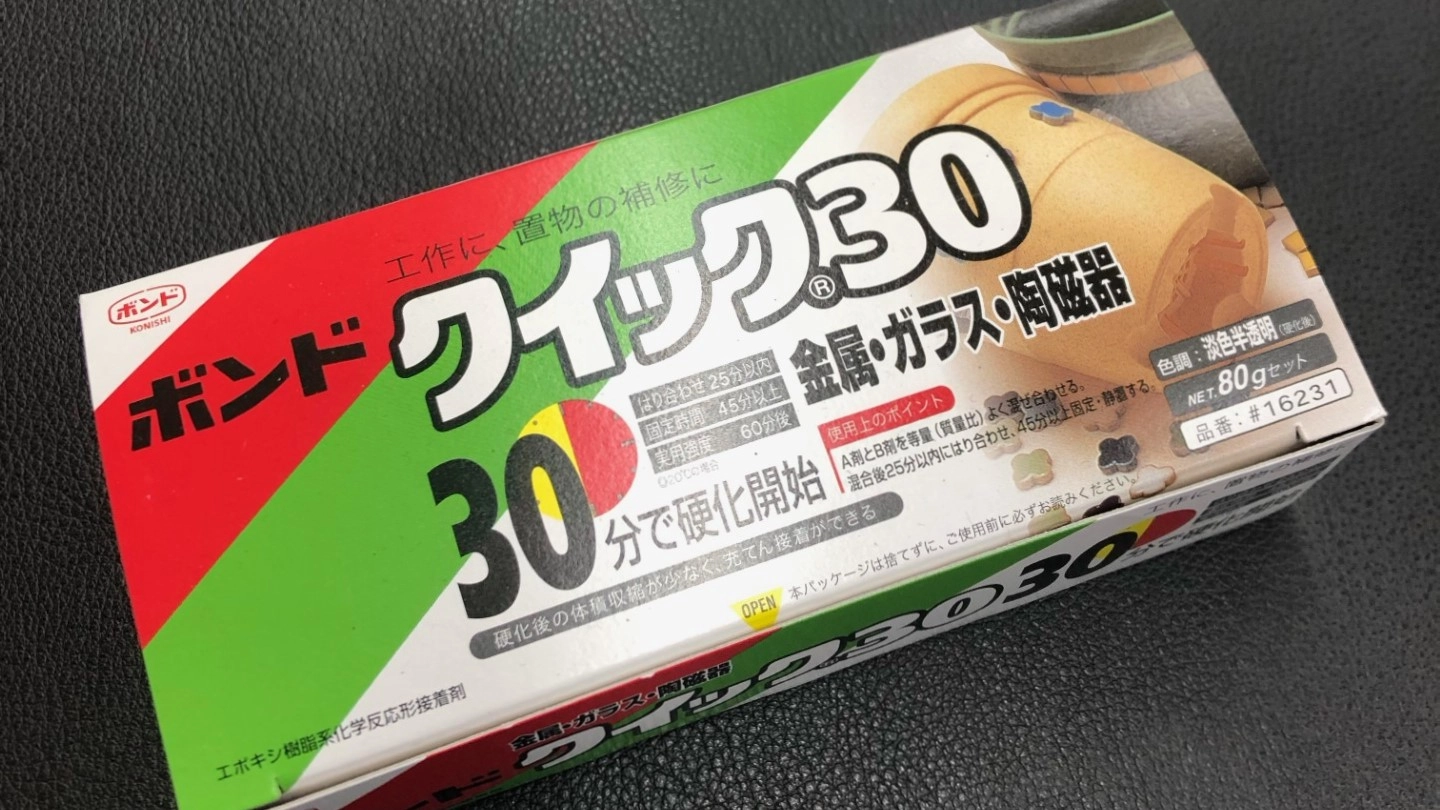 ボンド
KONISHI
工作に、置物の補修に
ボンド クイック®30
金属・ガラス・陶磁器
はり合わせ 25分以内
固定時間 45分以上
実用強度 60分後
※20℃の場合
30分で硬化開始
硬化後の体積収縮が少なく、充てん接着ができる
使用上のポイント
A剤とB剤を等量(質量比)よく混ぜ合わせる。
混合後25分以内にはり合わせ、45分以上固定・静置する。
色調:淡色半透明(硬化後)
NET.80gセット
品番:#16231
OPEN
本パッケージは捨てずに、ご使用前に必ずお読みください。
エポキシ樹脂系化学反応形接着剤
金属・ガラス・陶磁器
クイック30
30
工作に、